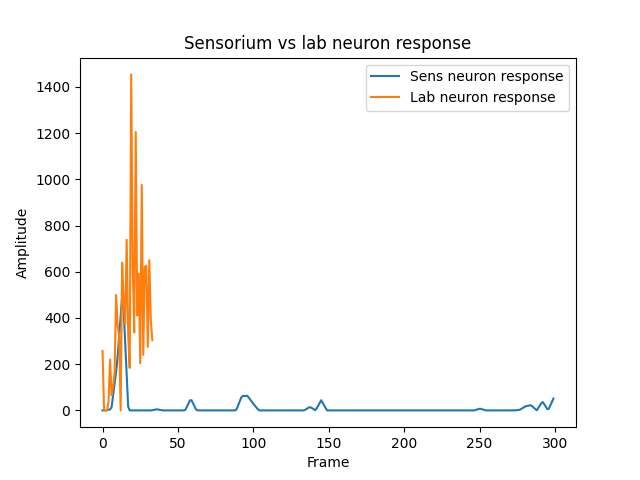 Sensorium vs lab neuron response
Sens neuron response
Lab neuron response
Amplitude
1400
1200
1000
800
600
400
200
0
0 50 100 150 200 250 300
Frame